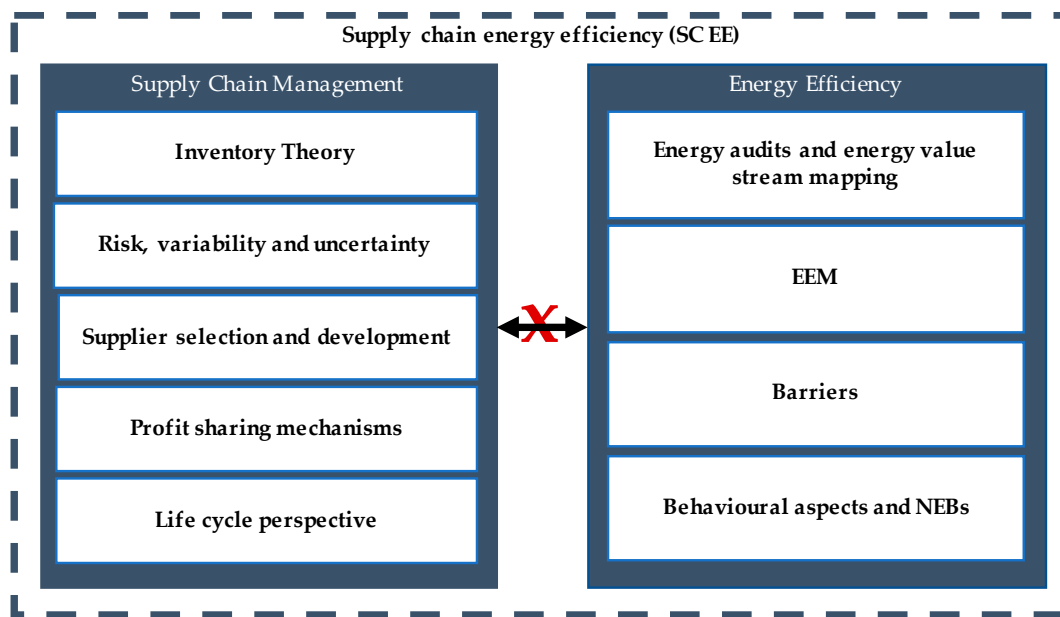 Supply chain energy efficiency (SC EE)
Supply Chain Management
Inventory Theory
Risk, variability and uncertainty
Supplier selection and development
Profit sharing mechanisms
Life cycle perspective
X
Energy Efficiency
Energy audits and energy value
stream mapping
EEM
Barriers
Behavioural aspects and NEBs